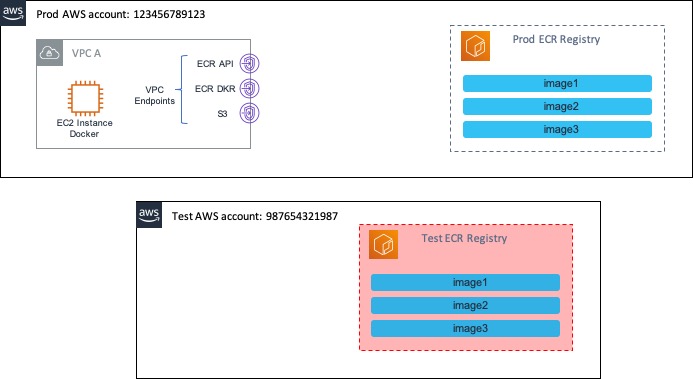 aws
Prod AWS account: 123456789123
VPC A
EC2 Instance
Docker
VPC
Endpoints
ECR API
ECR DKR
S3
Prod ECR Registry
image1
image2
image3
aws
Test AWS account: 987654321987
Test ECR Registry
image1
image2
image3